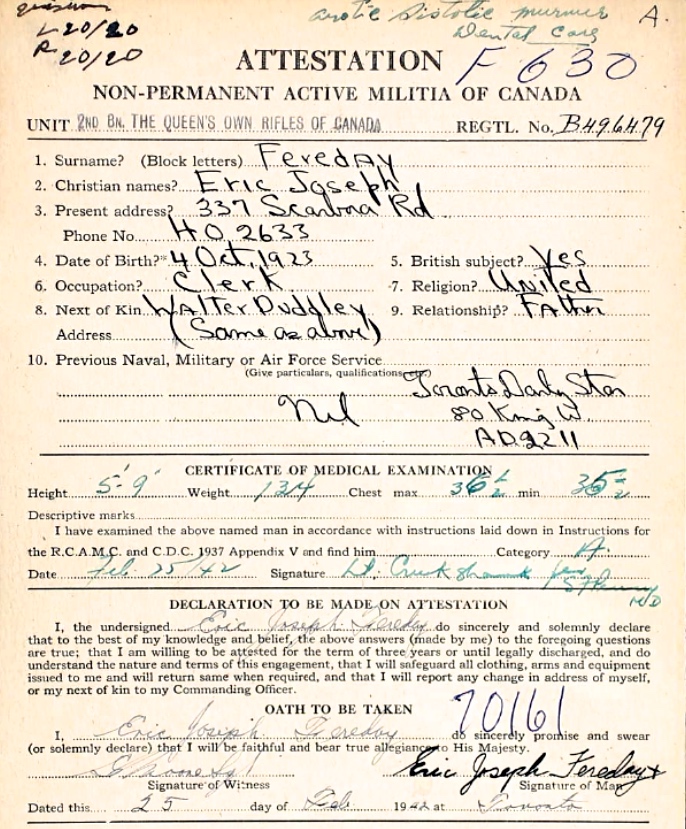 vision
L 20/20
R 20/20
aortic sistolic murmer
Dental Care
A.
ATTESTATION F 630
NON-PERMANENT ACTIVE MILITIA OF CANADA
UNIT 2ND BN. THE QUEEN'S OWN RIFLES OF CANADA REGTL. No. B496479
1. Surname? (Block letters) FereDAY
2. Christian names? Eric Joseph
3. Present address? 337 Scarboro Rd
Phone No. HO 2633
4. Date of Birth?* 4 Oct, 1923 5. British subject? Yes
6. Occupation? Clerk 7. Religion? United
8. Next of Kin WALTer Duddley 9. Relationship? FATher
Address (Same as above)
10. Previous Naval, Military or Air Force Service
(Give particulars, qualifications, etc.)
Toronto Daily Star
Nil 80 King W.
AD 2211
CERTIFICATE OF MEDICAL EXAMINATION
Height 5'-9" Weight 134 Chest max 36 1/2 min 35 1/2
Descriptive marks
I have examined the above named man in accordance with instructions laid down in Instructions for
the R.C.A.M.C. and C.D.C. 1937 Appendix V and find him Category A.
Date Feb 25/42 Signature Lt. M/D
DECLARATION TO BE MADE ON ATTESTATION
I, the undersigned Eric Joseph Fereday do sincerely and solemnly declare
that to the best of my knowledge and belief, the above answers (made by me) to the foregoing questions
are true; that I am willing to be attested for the term of three years or until legally discharged, and do
understand the nature and terms of this engagement, that I will safeguard all clothing, arms and equipment
issued to me and will return same when required, and that I will report any change in address of myself,
or my next of kin to my Commanding Officer.
OATH TO BE TAKEN 70161
I, Eric Joseph Fereday do sincerely promise and swear
(or solemnly declare) that I will be faithful and bear true allegiance to His Majesty.
Eric Joseph Fereday x
Signature of Witness Signature of Man
Dated this 25 day of Feb 1942 at Toronto